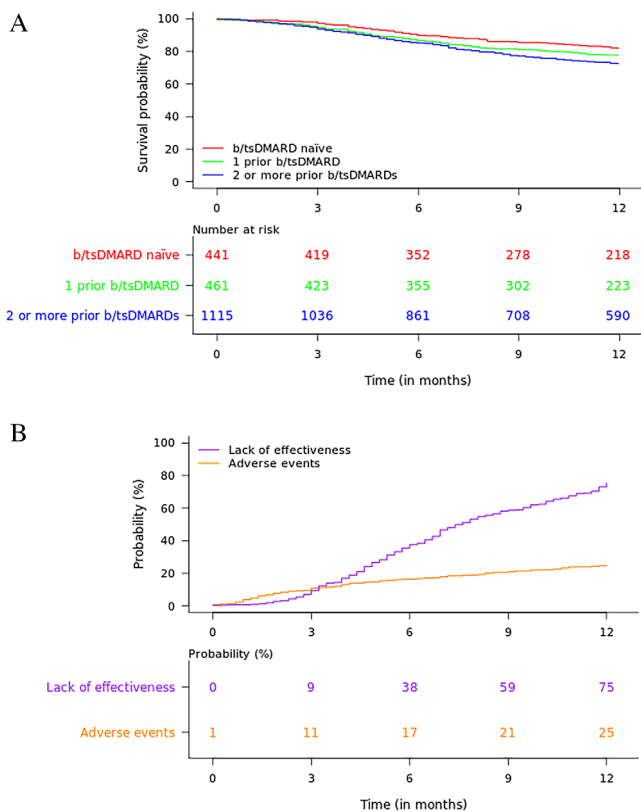 A
100
80
60
40
20
0
Survival probability (%)
b/tsDMARD naïve
1 prior b/tsDMARD
2 or more prior b/tsDMARDs
0 3 6 9 12
Number at risk
b/tsDMARD naïve 441 419 352 278 218
1 prior b/tsDMARD 461 423 355 302 223
2 or more prior b/tsDMARDs 1115 1036 861 708 590
0 3 6 9 12
Time (in months)
B
100
80
60
40
20
0
Probability (%)
Lack of effectiveness
Adverse events
0 3 6 9 12
Probability (%)
Lack of effectiveness 0 9 38 59 75
Adverse events 1 11 17 21 25
0 3 6 9 12
Time (in months)